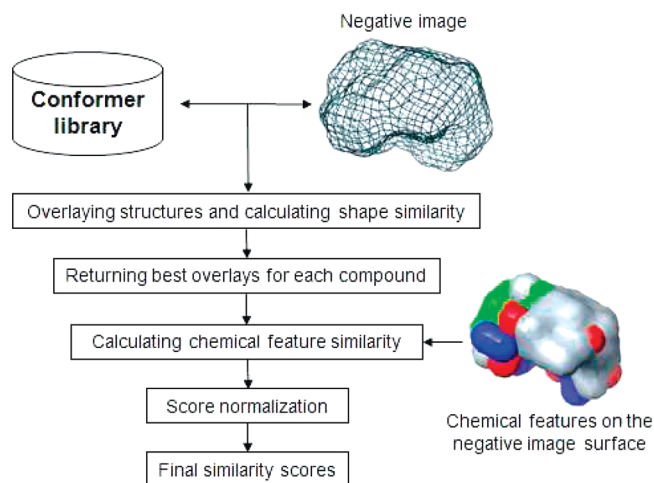 Negative image
Conformer
library
Overlaying structures and calculating shape similarity
Returning best overlays for each compound
Calculating chemical feature similarity
Score normalization
Chemical features on the
negative image surface
Final similarity scores